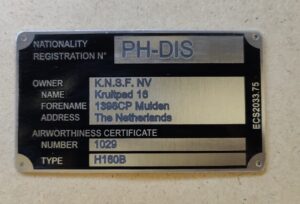 NATIONALITY
REGISTRATION N° PH-DIS
OWNER K.N.S.F. NV
NAME Kruitpad 16
FORENAME 1398CP Muiden
ADDRESS The Netherlands
AIRWORTHINESS CERTIFICATE
NUMBER 1029
TYPE H160B
ECS2033.75